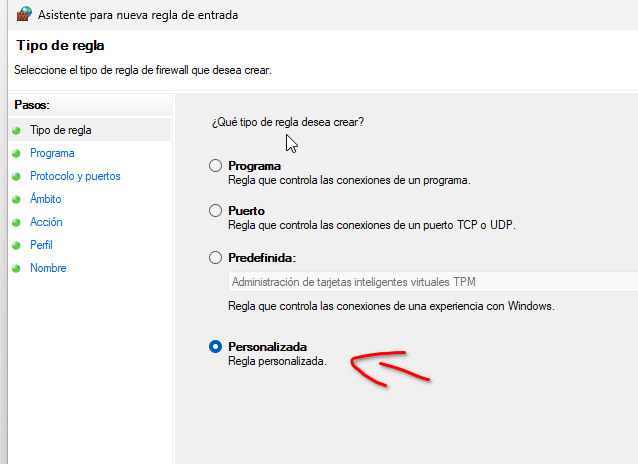 Asistente para nueva regla de entrada
Tipo de regla
Seleccione el tipo de regla de firewall que desea crear.
Pasos:
Tipo de regla
Programa
Protocolo y puertos
Ámbito
Acción
Perfil
Nombre
¿Qué tipo de regla desea crear?
Programa
Regla que controla las conexiones de un programa.
Puerto
Regla que controla las conexiones de un puerto TCP o UDP.
Predefinida:
Administración de tarjetas inteligentes virtuales TPM
Regla que controla las conexiones de una experiencia con Windows.
Personalizada
Regla personalizada.